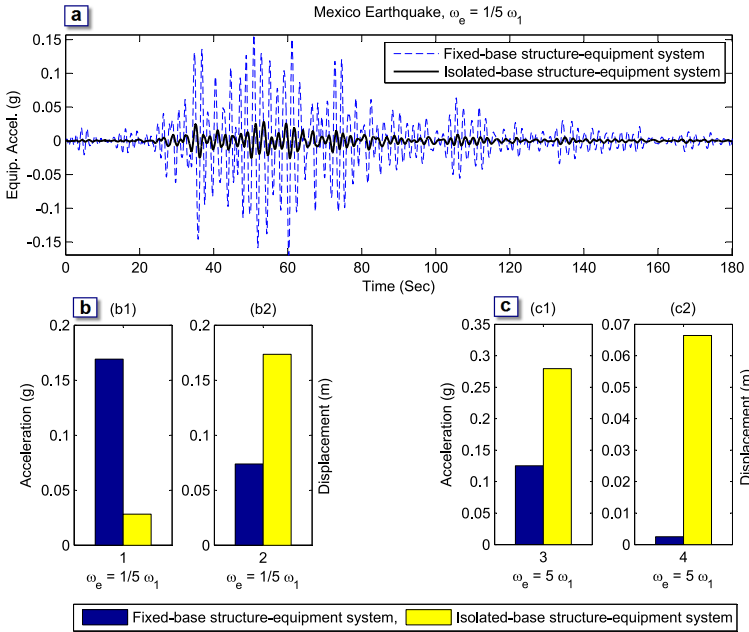 a
Mexico Earthquake, ωe = 1/5 ω1
Fixed-base structure-equipment system
Isolated-base structure-equipment system
Equip. Accel. (g)
0.15
0.1
0.05
0
-0.05
-0.1
-0.15
0 20 40 60 80 100 120 140 160 180
Time (Sec)
b
(b1)
Acceleration (g)
0.2
0.15
0.1
0.05
0
1
ωe = 1/5 ω1
(b2)
0.2
0.15
0.1
0.05
0
Displacement (m)
2
ωe = 1/5 ω1
c
(c1)
Acceleration (g)
0.35
0.3
0.25
0.2
0.15
0.1
0.05
0
3
ωe = 5 ω1
(c2)
0.07
0.06
0.05
0.04
0.03
0.02
0.01
0
Displacement (m)
4
ωe = 5 ω1
Fixed-base structure-equipment system, Isolated-base structure-equipment system